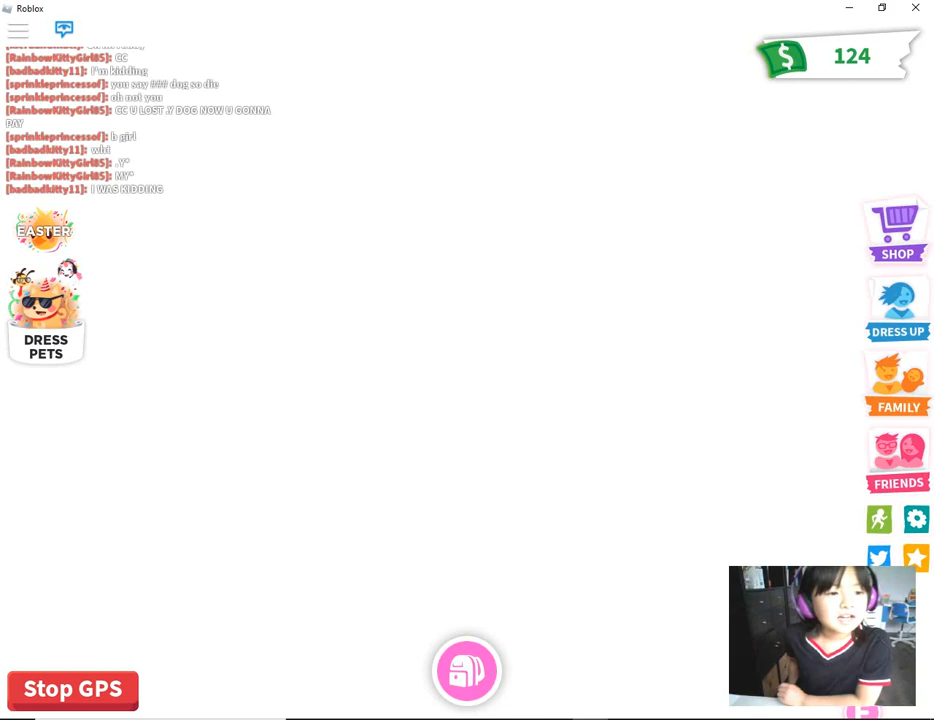 Roblox
124
[RainbowKittyGirl85]: CC
[badbadkitty11]: I'm kidding
[sprinkleprincessof]: you say ### dog so die
[sprinkleprincessof]: oh not you
[RainbowKittyGirl85]: CC U LOST .Y DOG NOW U GONNA
PAY
[sprinkleprincessof]: b girl
[badbadkitty11]: wht
[RainbowKittyGirl85]: .Y*
[RainbowKittyGirl85]: MY*
[badbadkitty11]: I WAS KIDDING
EASTER
DRESS
PETS
SHOP
DRESS UP
FAMILY
FRIENDS
Stop GPS